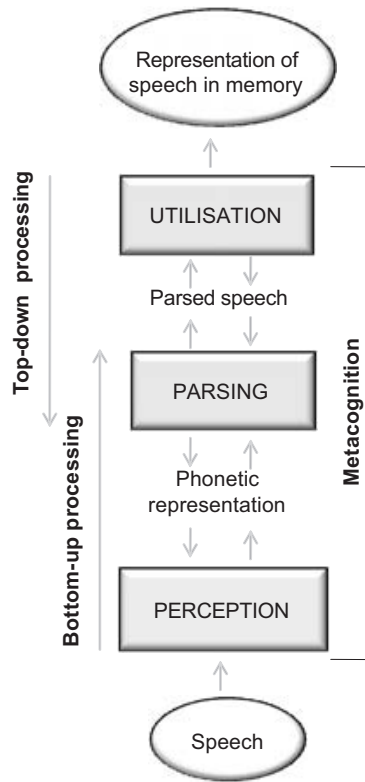 Representation of
speech in memory
UTILISATION
Parsed speech
PARSING
Phonetic
representation
PERCEPTION
Speech
Top-down processing
Bottom-up processing
Metacognition